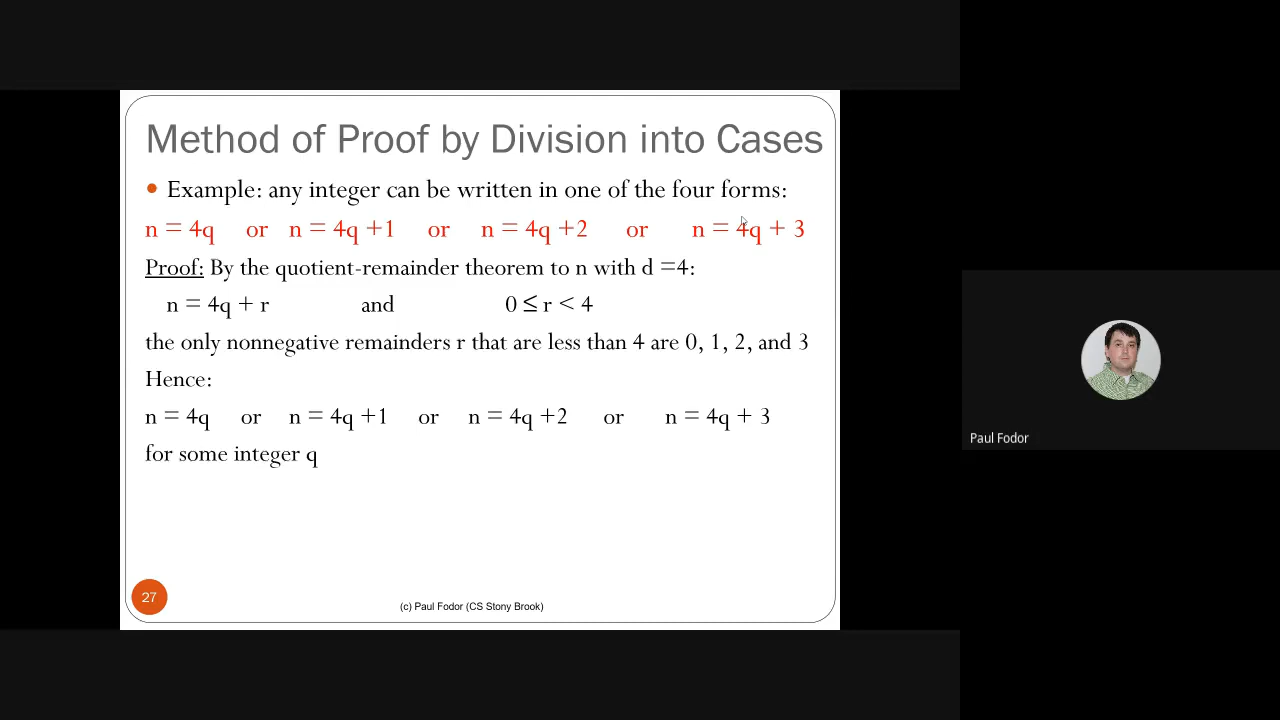 Method of Proof by Division into Cases
• Example: any integer can be written in one of the four forms:
n = 4q or n = 4q +1 or n = 4q +2 or n = 4q + 3
Proof: By the quotient-remainder theorem to n with d =4:
n = 4q + r and 0 ≤ r < 4
the only nonnegative remainders r that are less than 4 are 0, 1, 2, and 3
Hence:
n = 4q or n = 4q +1 or n = 4q +2 or n = 4q + 3
for some integer q
27
(c) Paul Fodor (CS Stony Brook)
Paul Fodor